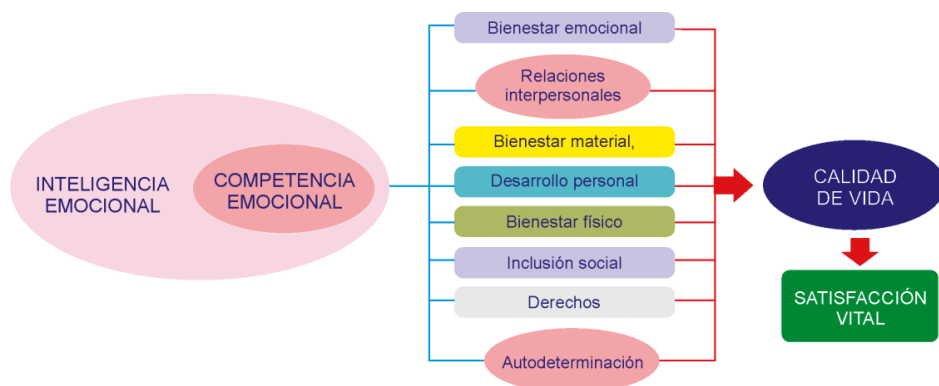 INTELIGENCIA
EMOCIONAL
COMPETENCIA
EMOCIONAL
Bienestar emocional
Relaciones
interpersonales
Bienestar material,
Desarrollo personal
Bienestar físico
Inclusión social
Derechos
Autodeterminación
CALIDAD
DE VIDA
SATISFACCIÓN
VITAL